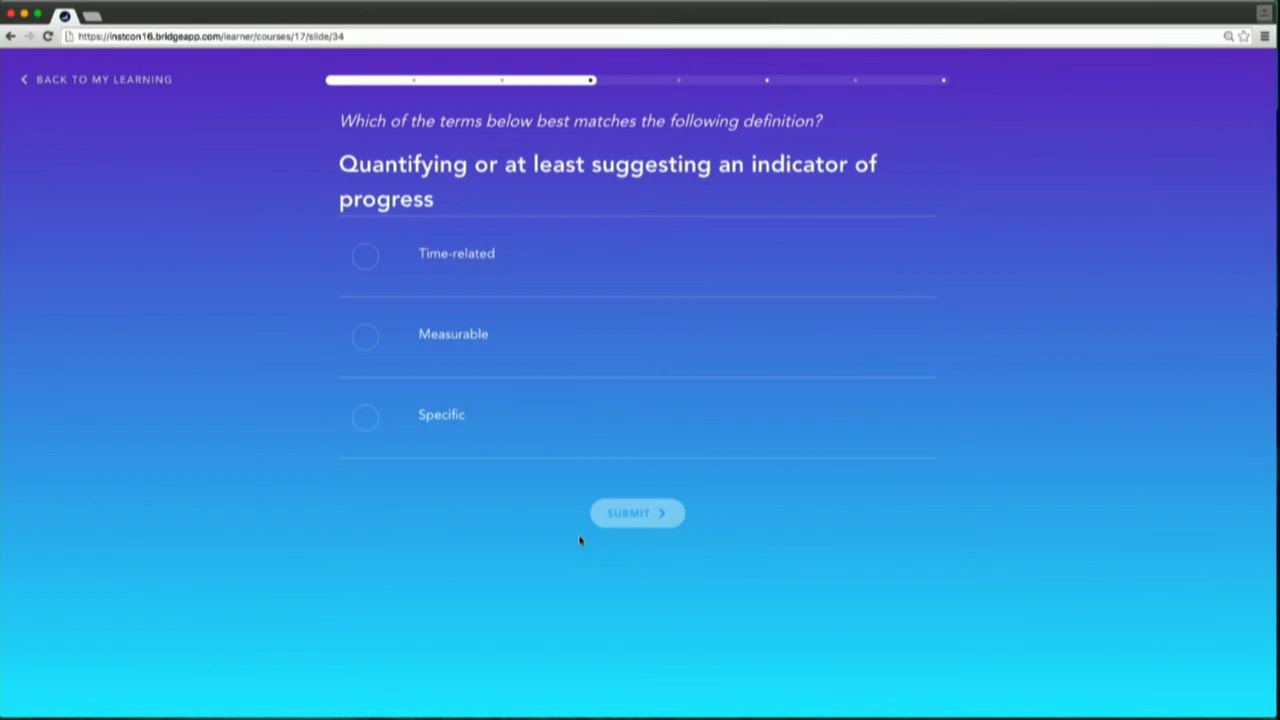 https://instcon16.bridgeapp.com/learner/courses/17/slide/34
BACK TO MY LEARNING
Which of the terms below best matches the following definition?
Quantifying or at least suggesting an indicator of
progress
Time-related
Measurable
Specific
SUBMIT